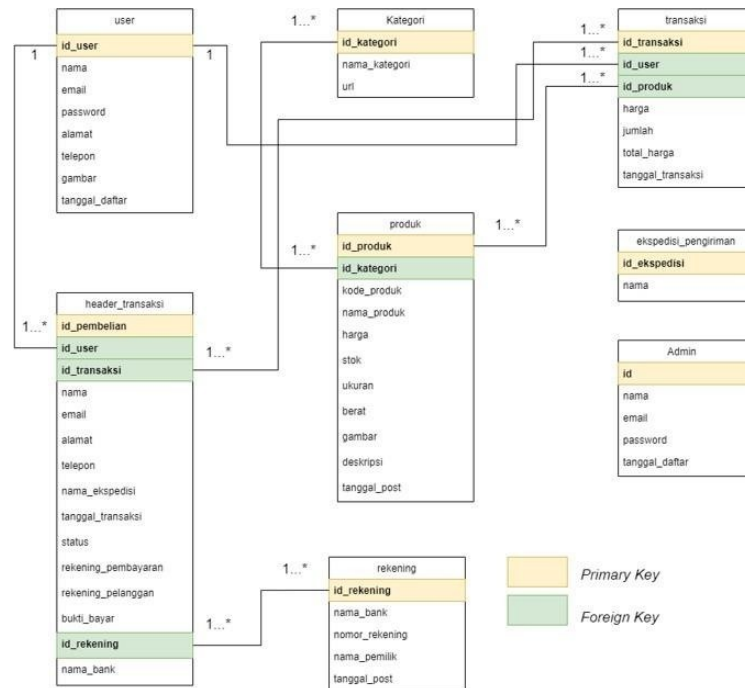 user
id_user
nama
email
password
alamat
telepon
gambar
tanggal_daftar
1
1
1...*
Kategori
id_kategori
nama_kategori
url
1...*
1...*
1...*
transaksi
id_transaksi
id_user
id_produk
harga
jumlah
total_harga
tanggal_transaksi
1...*
1...*
produk
id_produk
id_kategori
kode_produk
nama_produk
harga
stok
ukuran
berat
gambar
deskripsi
tanggal_post
ekspedisi_pengiriman
id_ekspedisi
nama
1...*
1...*
header_transaksi
id_pembelian
id_user
id_transaksi
nama
email
alamat
telepon
nama_ekspedisi
tanggal_transaksi
status
rekening_pembayaran
rekening_pelanggan
bukti_bayar
id_rekening
nama_bank
Admin
id
nama
email
password
tanggal_daftar
1...*
1...*
rekening
id_rekening
nama_bank
nomor_rekening
nama_pemilik
tanggal_post
Primary Key
Foreign Key